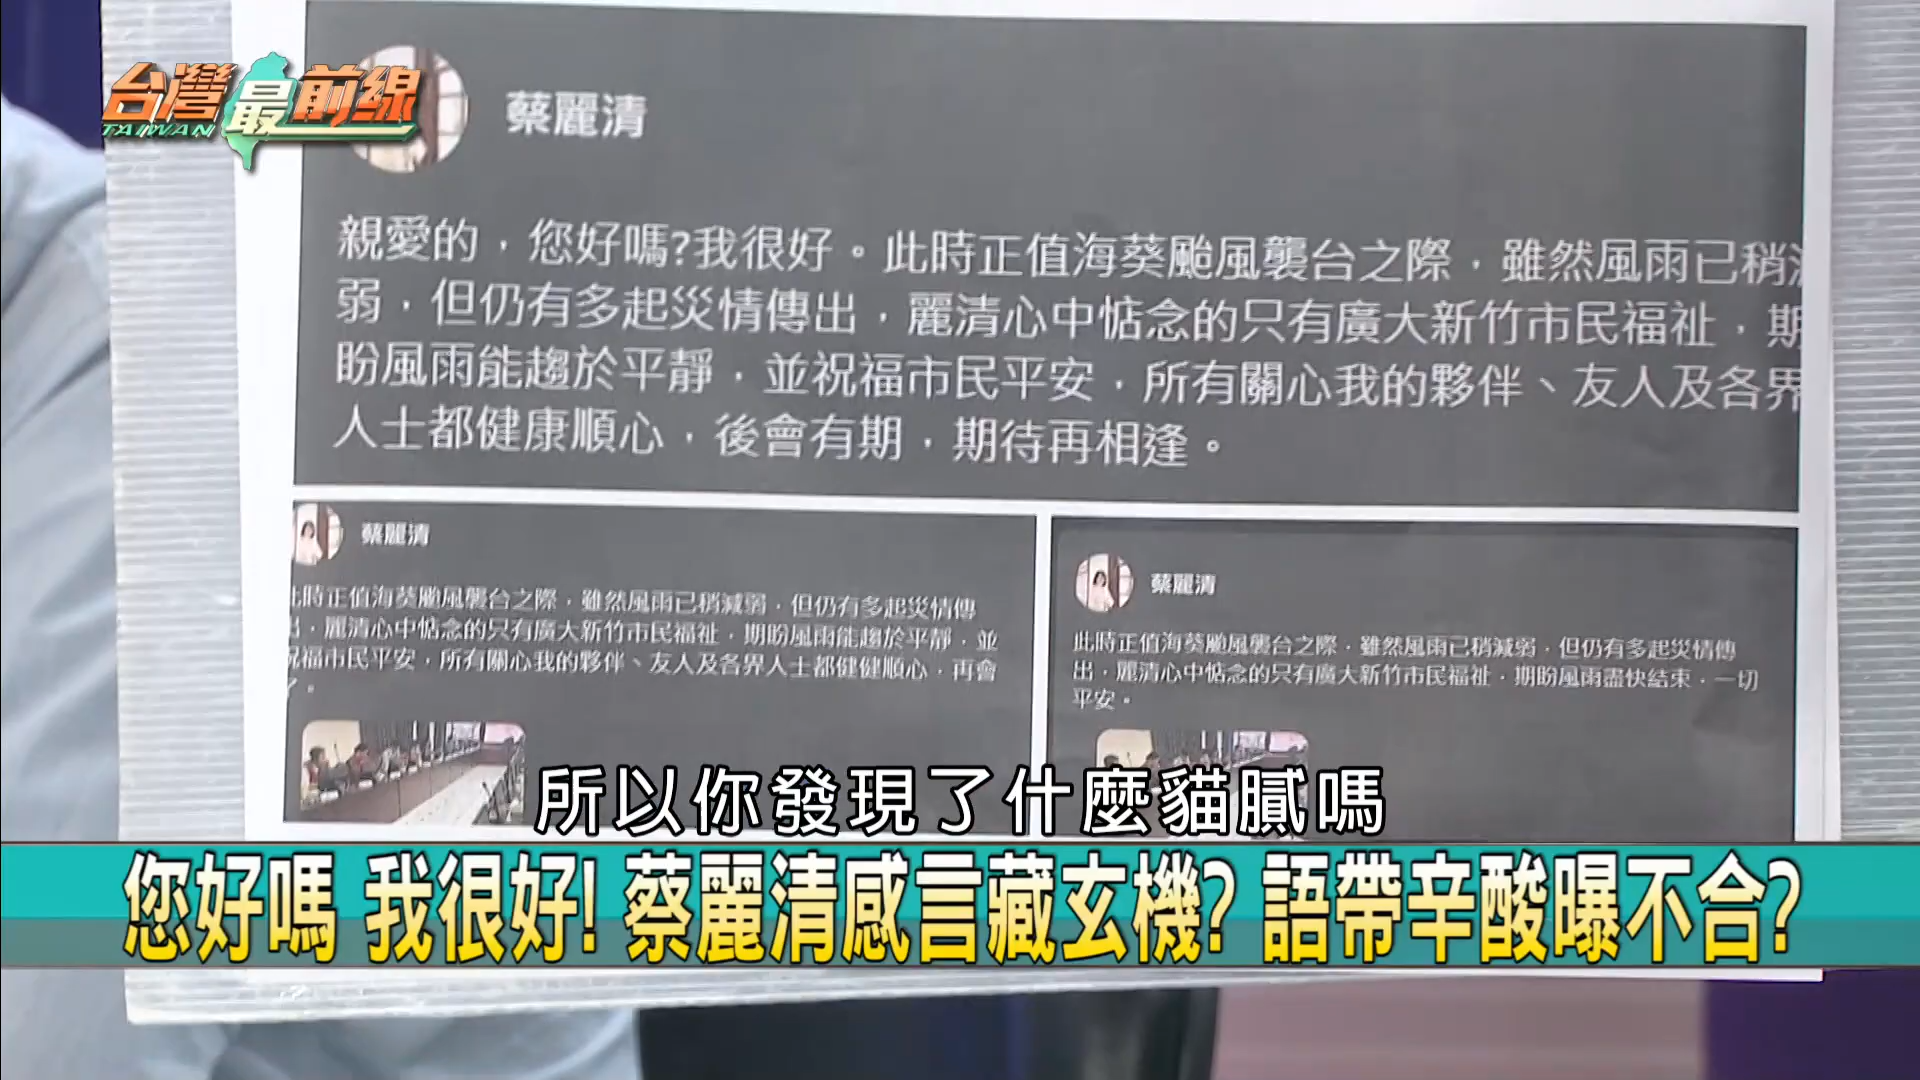 台灣最前線
TAIWAN
蔡麗清
親愛的，您好嗎?我很好。此時正值海葵颱風襲台之際，雖然風雨已稍減
弱，但仍有多起災情傳出，麗清心中惦念的只有廣大新竹市民福祉，期
盼風雨能趨於平靜，並祝福市民平安，所有關心我的夥伴、友人及各界
人士都健康順心，後會有期，期待再相逢。
蔡麗清
此時正值海葵颱風襲台之際，雖然風雨已稍減弱，但仍有多起災情傳
出，麗清心中惦念的只有廣大新竹市民福祉，期盼風雨能趨於平靜，並
祝福市民平安，所有關心我的夥伴、友人及各界人士都健健順心，再會
了。
蔡麗清
此時正值海葵颱風襲台之際，雖然風雨已稍減弱，但仍有多起災情傳
出，麗清心中惦念的只有廣大新竹市民福祉，期盼風雨盡快結束，一切
平安。
所以你發現了什麼貓膩嗎
您好嗎 我很好! 蔡麗清感言藏玄機? 語帶辛酸曝不合?